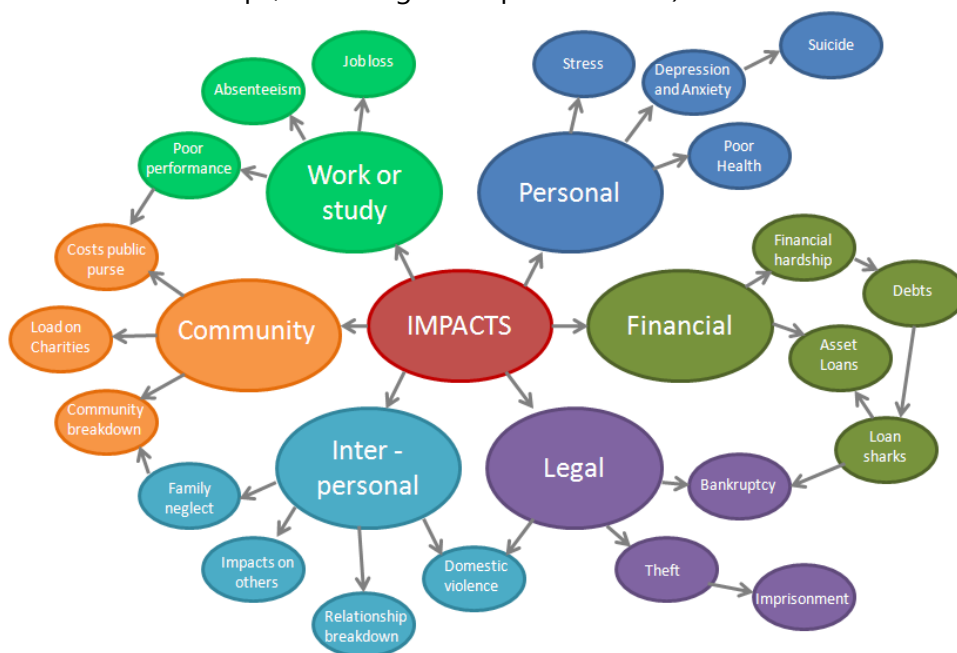 Job loss
Absenteeism
Poor
performance
Work or
study
Stress
Depression
and Anxiety
Suicide
Poor
Health
Personal
Costs public
purse
Load on
Charities
Community
breakdown
Community
IMPACTS
Financial
Financial
hardship
Debts
Asset
Loans
Loan
sharks
Inter -
personal
Family
neglect
Impacts on
others
Relationship
breakdown
Domestic
violence
Legal
Bankruptcy
Theft
Imprisonment